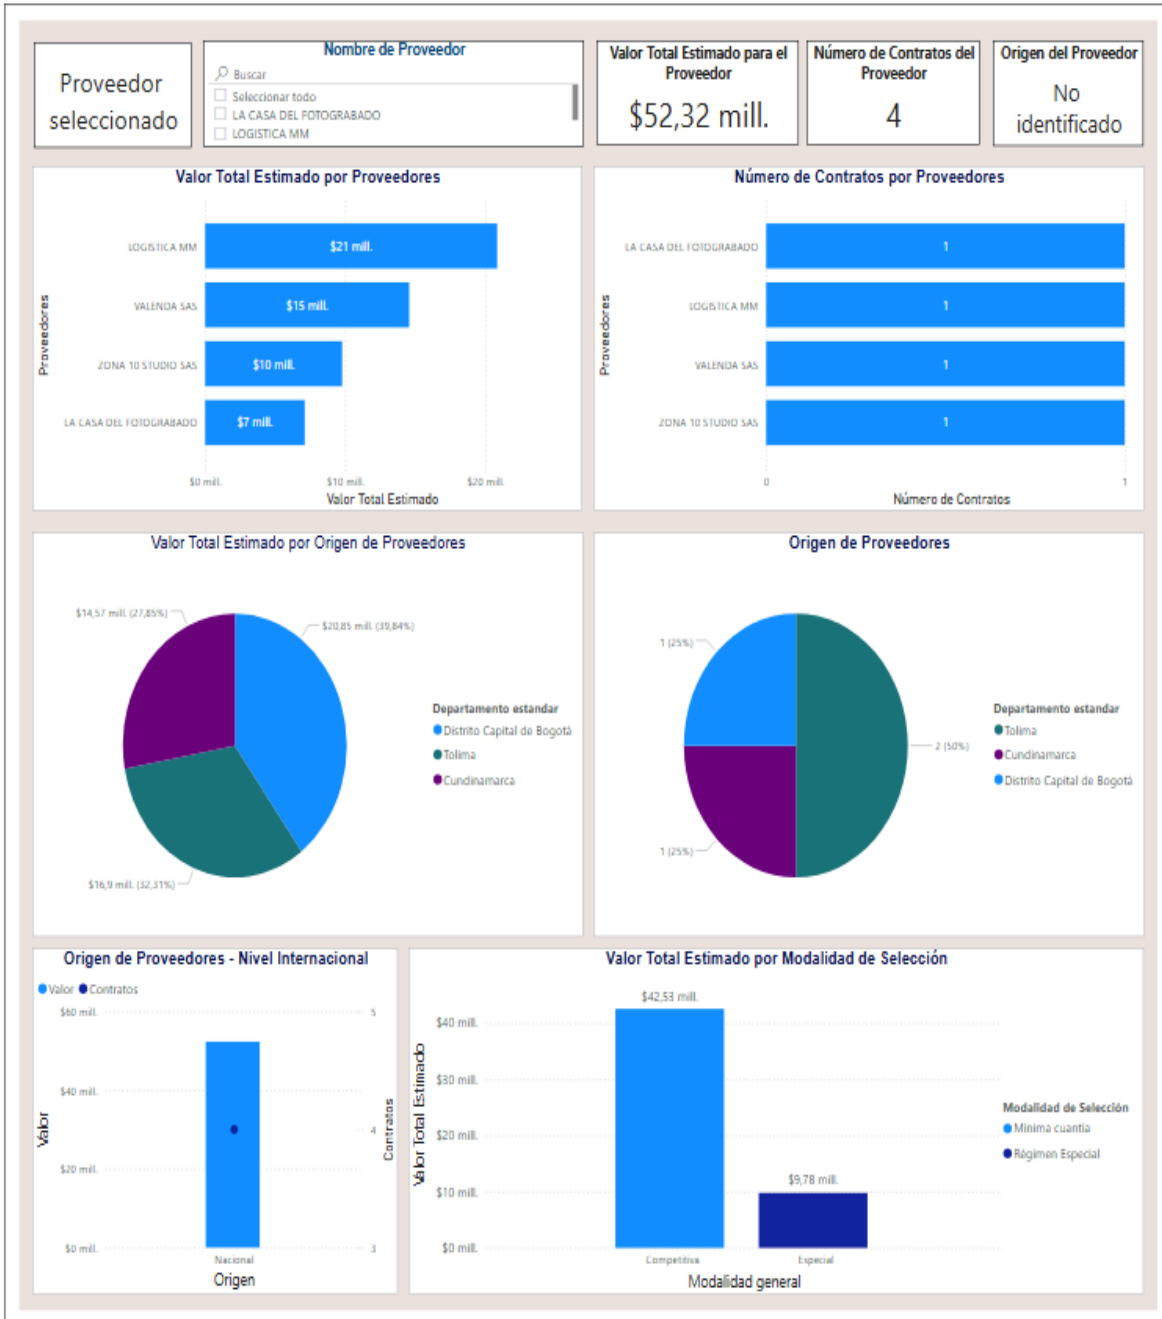 Proveedor
seleccionado
Nombre de Proveedor
Buscar
Seleccionar todo
LA CASA DEL FOTOGRABADO
LOGISTICA MM
Valor Total Estimado para el
Proveedor
$52,32 mill.
Número de Contratos del
Proveedor
4
Origen del Proveedor
No
identificado
Valor Total Estimado por Proveedores
Proveedores
LOGISTICA MM
$21 mill.
VALENDA SAS
$15 mill.
ZONA 10 STUDIO SAS
$10 mill.
LA CASA DEL FOTOGRABADO
$7 mill.
$0 mill.
$10 mill.
$20 mill.
Valor Total Estimado
Número de Contratos por Proveedores
Proveedores
LA CASA DEL FOTOGRABADO
1
LOGISTICA MM
1
VALENDA SAS
1
ZONA 10 STUDIO SAS
1
0
1
Número de Contratos
Valor Total Estimado por Origen de Proveedores
$14,57 mill. (27,85%)
$20,85 mill. (39,84%)
$16,9 mill. (32,31%)
Departamento estandar
Distrito Capital de Bogotá
Tolima
Cundinamarca
Origen de Proveedores
1 (25%)
2 (50%)
1 (25%)
Departamento estandar
Tolima
Cundinamarca
Distrito Capital de Bogotá
Origen de Proveedores - Nivel Internacional
Valor
Contratos
$60 mill.
$40 mill.
$20 mill.
$0 mill.
Valor
5
4
3
Contratos
Nacional
Origen
Valor Total Estimado por Modalidad de Selección
Valor Total Estimado
$40 mill.
$30 mill.
$20 mill.
$10 mill.
$0 mill.
$42,53 mill.
$9,78 mill.
Competitiva
Especial
Modalidad general
Modalidad de Selección
Mínima cuantía
Régimen Especial